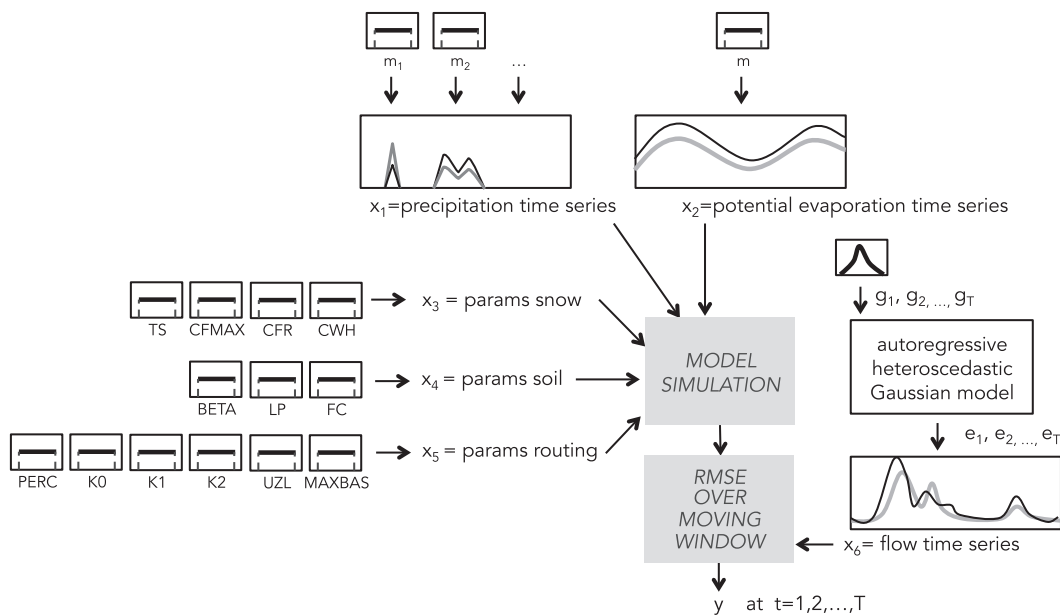 m₁ m₂ ...
m
x₁=precipitation time series
x₂=potential evaporation time series
g₁, g₂, ..., g_T
TS CFMAX CFR CWH
x₃ = params snow
MODEL
SIMULATION
autoregressive
heteroscedastic
Gaussian model
BETA LP FC
x₄ = params soil
e₁, e₂, ..., e_T
PERC K0 K1 K2 UZL MAXBAS
x₅ = params routing
RMSE
OVER
MOVING
WINDOW
x₆= flow time series
y at t=1,2,...,T